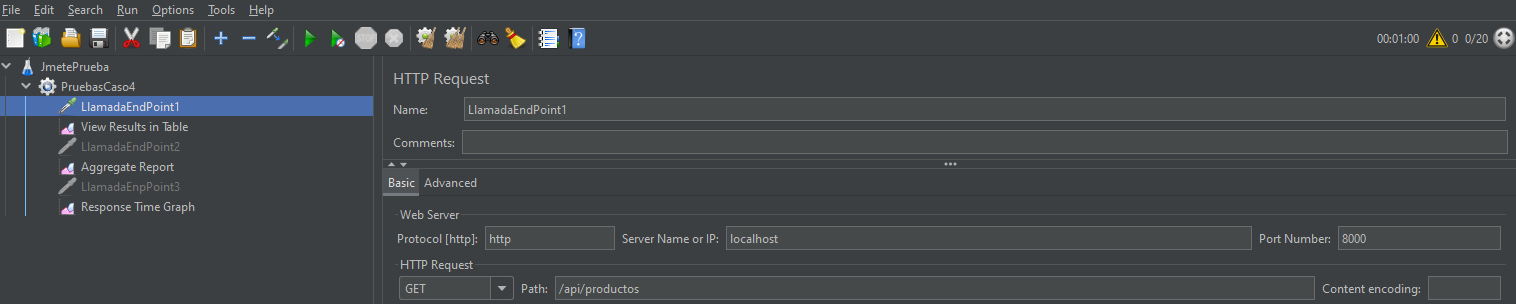 File Edit Search Run Options Tools Help
00:01:00 0 0/20
JmetePrueba
PruebasCaso4
LlamadaEndPoint1
View Results in Table
LlamadaEndPoint2
Aggregate Report
LlamadaEnpPoint3
Response Time Graph
HTTP Request
Name: LlamadaEndPoint1
Comments:
Basic Advanced
Web Server
Protocol [http]: http Server Name or IP: localhost Port Number: 8000
HTTP Request
GET Path: /api/productos Content encoding: